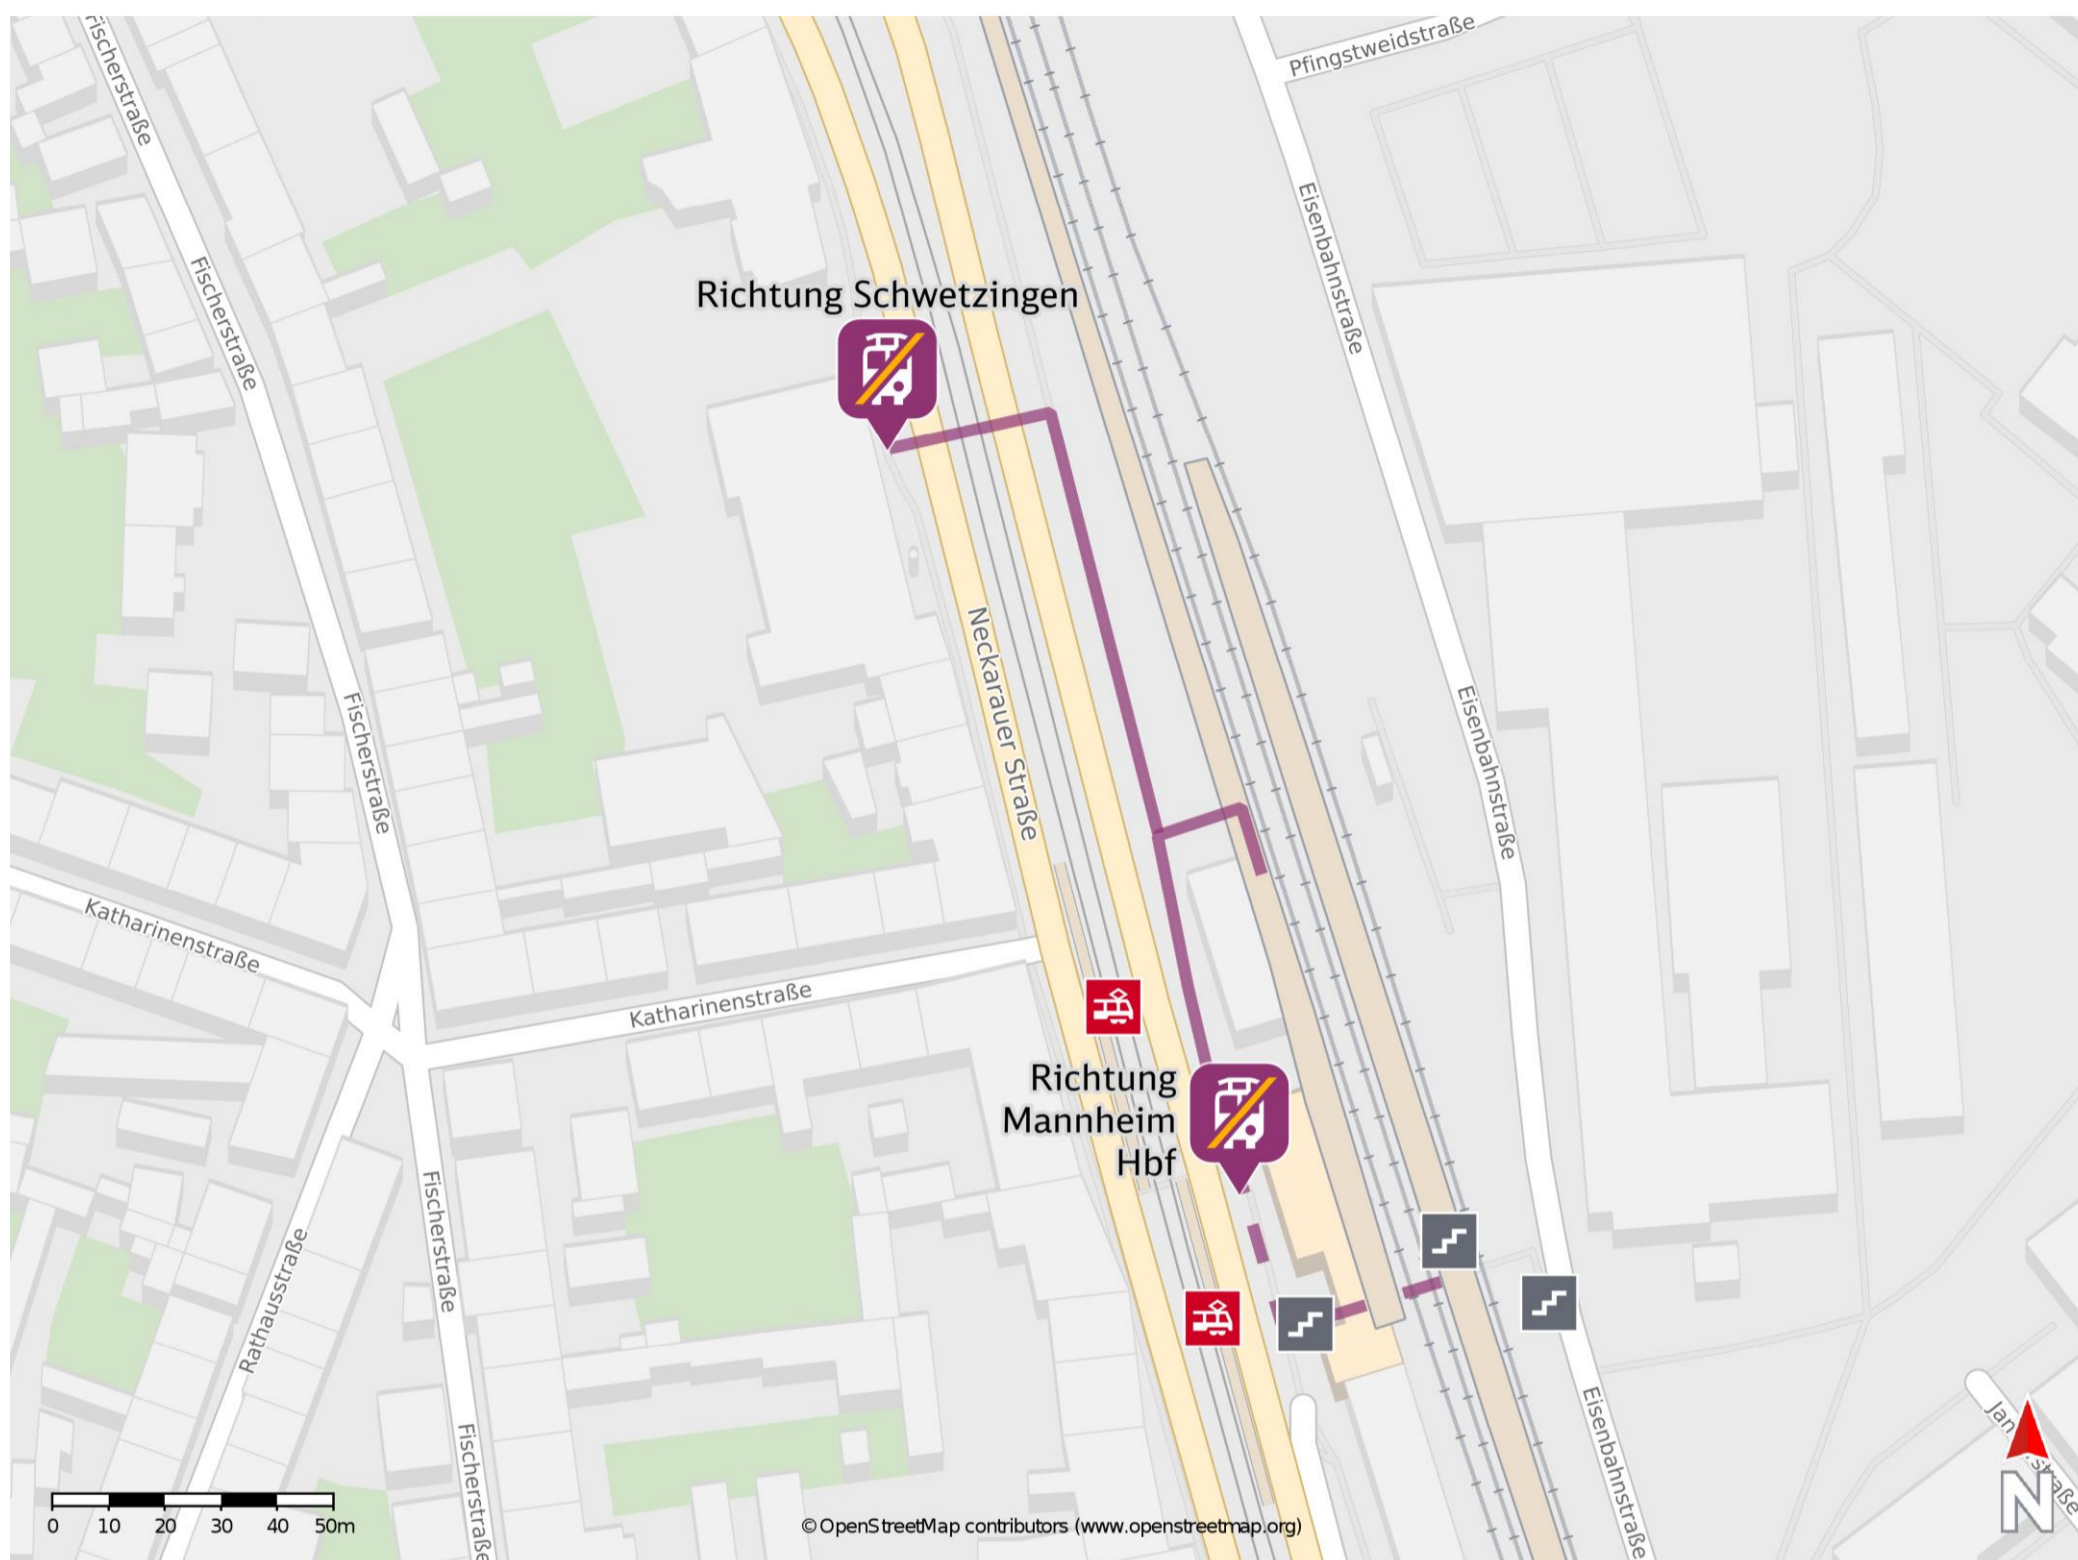 Fischerstraße
Pfingstweidstraße
Eisenbahnstraße
Fischerstraße
Richtung Schwetzingen
Neckarauer Straße
Eisenbahnstraße
Fischerstraße
Katharinenstraße
Katharinenstraße
Richtung
Mannheim
Hbf
Fischerstraße
Rathausstraße
Eisenbahnstraße
Fischerstraße
N
0 10 20 30 40 50m
© OpenStreetMap contributors (www.openstreetmap.org)